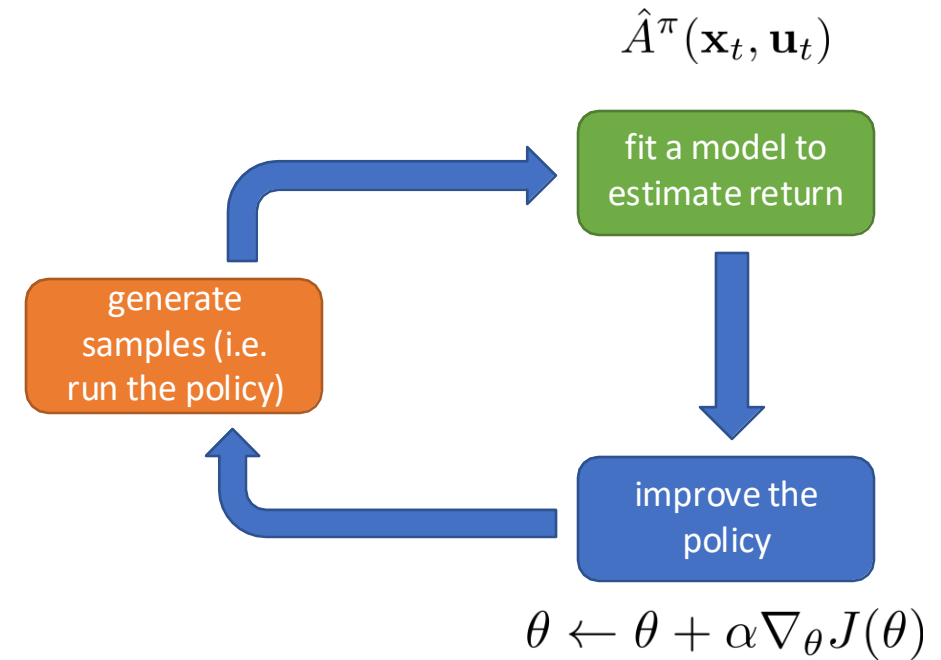 Â^π(x_t, u_t)
fit a model to
estimate return
generate
samples (i.e.
run the policy)
improve the
policy
θ ← θ + α∇_θ J(θ)